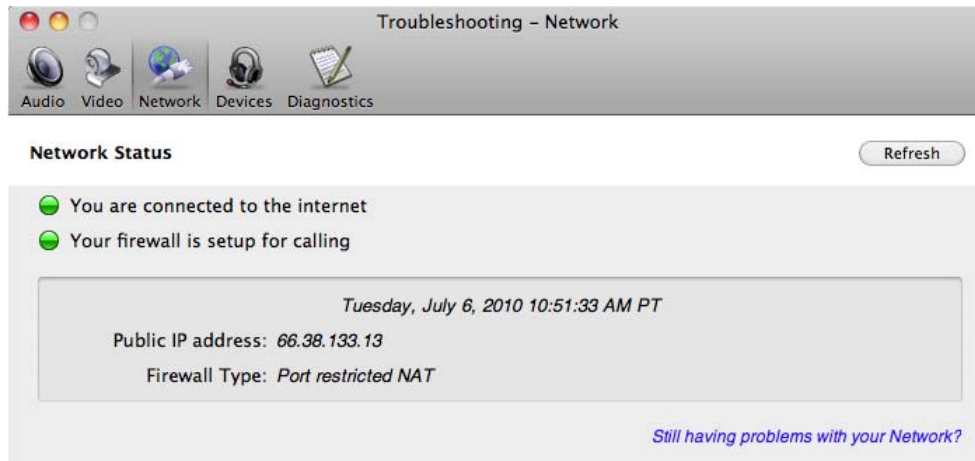 Troubleshooting – Network
Audio Video Network Devices Diagnostics
Network Status
Refresh
You are connected to the internet
Your firewall is setup for calling
Tuesday, July 6, 2010 10:51:33 AM PT
Public IP address: 66.38.133.13
Firewall Type: Port restricted NAT
Still having problems with your Network?